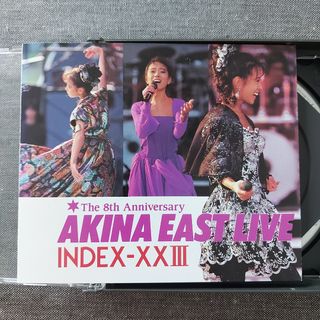 The 8th Anniversary
AKINA EAST LIVE
INDEX-XXIII